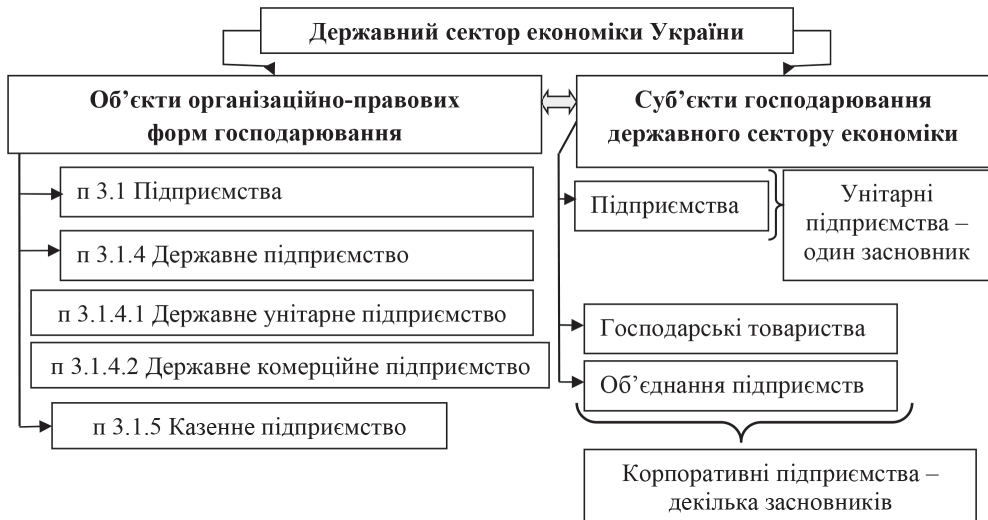 Державний сектор економіки України
Об’єкти організаційно-правових
форм господарювання
п 3.1 Підприємства
п 3.1.4 Державне підприємство
п 3.1.4.1 Державне унітарне підприємство
п 3.1.4.2 Державне комерційне підприємство
п 3.1.5 Казенне підприємство
Суб’єкти господарювання
державного сектору економіки
Підприємства
Унітарні
підприємства –
один засновник
Господарські товариства
Об’єднання підприємств
Корпоративні підприємства –
декілька засновників